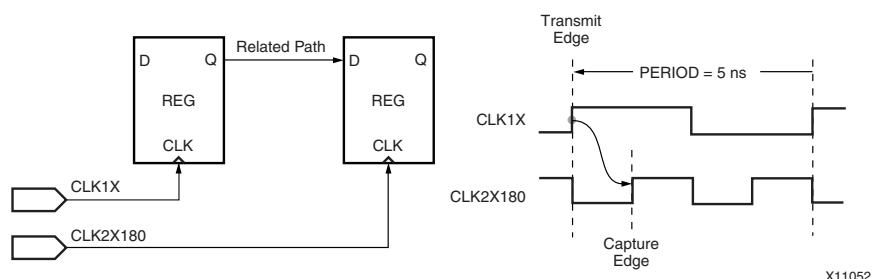 Related Path
D Q
REG
CLK
D Q
REG
CLK
CLK1X
CLK2X180
Transmit
Edge
PERIOD = 5 ns
CLK1X
CLK2X180
Capture
Edge
X11052